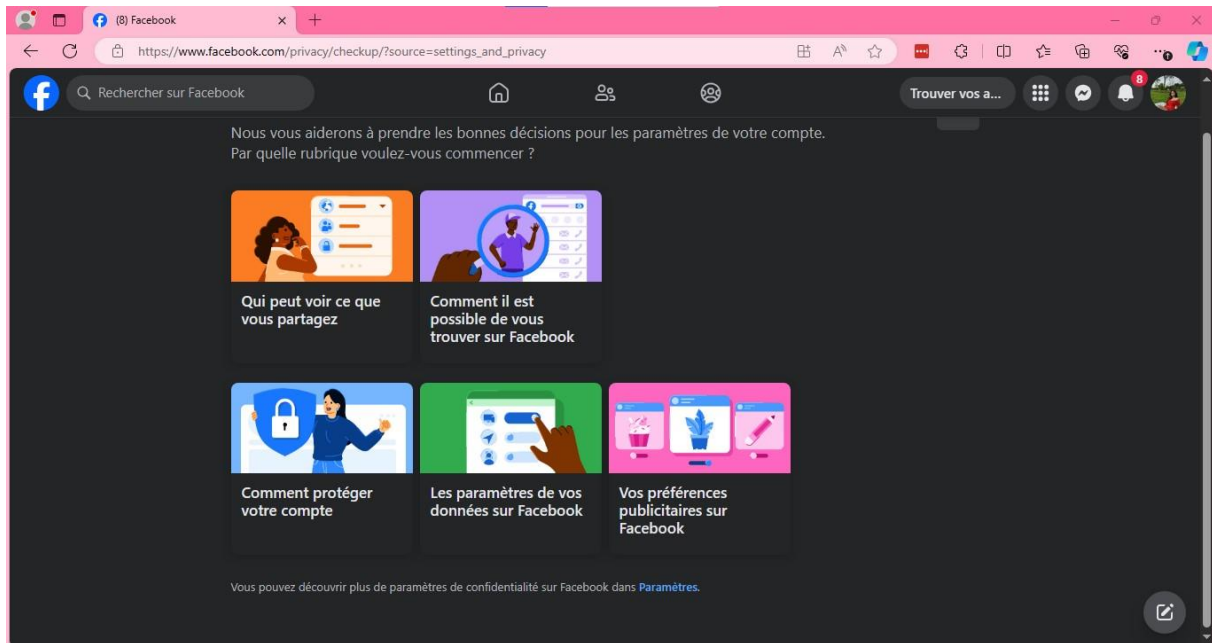 (8) Facebook
https://www.facebook.com/privacy/checkup/?source=settings_and_privacy
Rechercher sur Facebook
Trouver vos a...
8
Nous vous aiderons à prendre les bonnes décisions pour les paramètres de votre compte.
Par quelle rubrique voulez-vous commencer ?
Qui peut voir ce que
vous partagez
Comment il est
possible de vous
trouver sur Facebook
Comment protéger
votre compte
Les paramètres de vos
données sur Facebook
Vos préférences
publicitaires sur
Facebook
Vous pouvez découvrir plus de paramètres de confidentialité sur Facebook dans Paramètres.